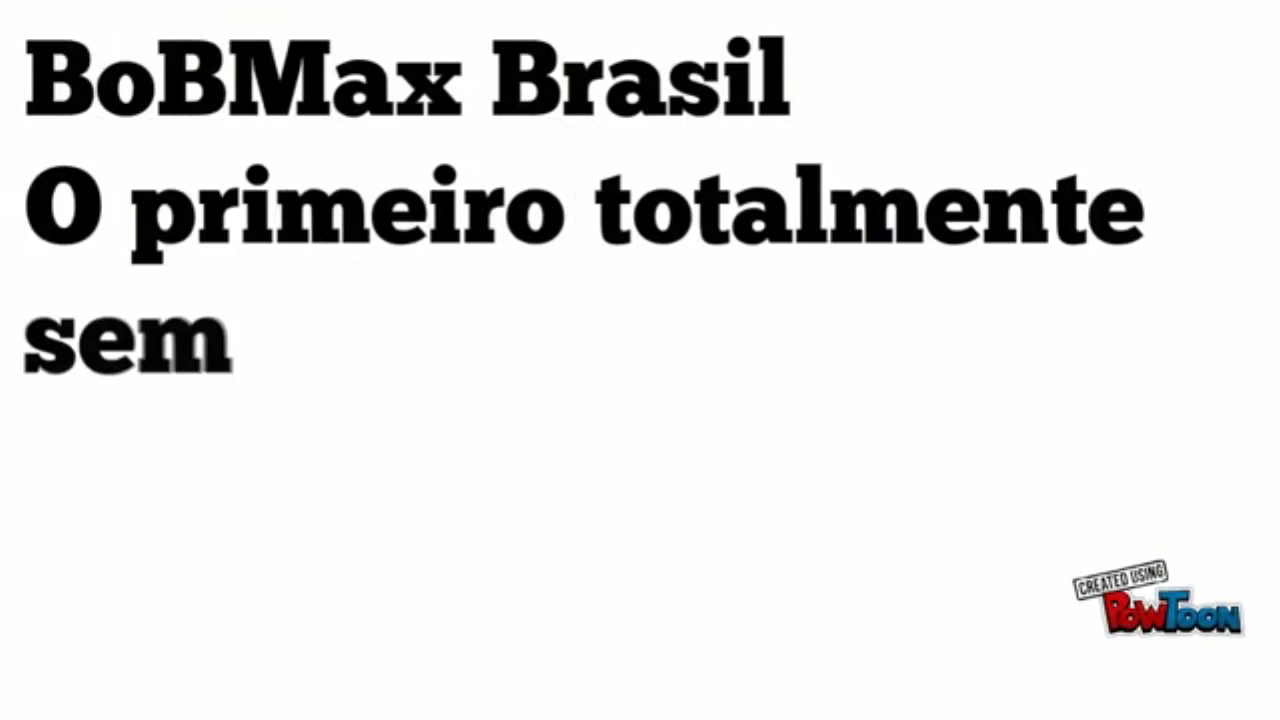 BoBMax Brasil
O primeiro totalmente
sem
CREATED USING
PowToon